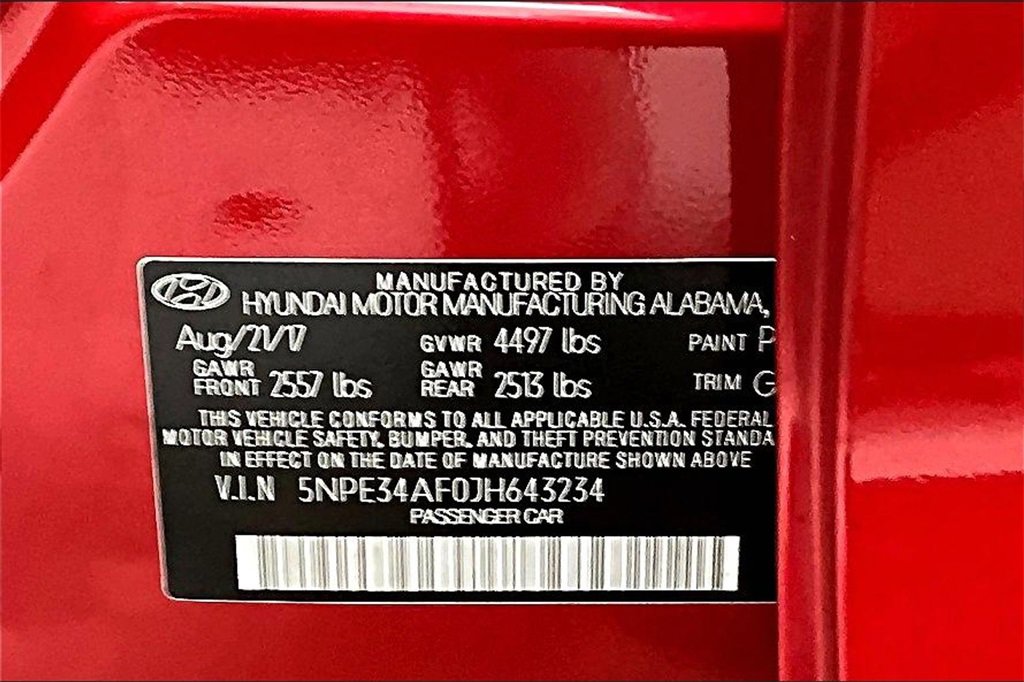 MANUFACTURED BY
HYUNDAI MOTOR MANUFACTURING ALABAMA,
Aug/21/17 GVWR 4497 lbs PAINT P
GAWR FRONT 2557 lbs GAWR REAR 2513 lbs TRIM G
THIS VEHICLE CONFORMS TO ALL APPLICABLE U.S.A. FEDERAL
MOTOR VEHICLE SAFETY, BUMPER, AND THEFT PREVENTION STANDA
IN EFFECT ON THE DATE OF MANUFACTURE SHOWN ABOVE
V.I.N 5NPE34AF0JH643234
PASSENGER CAR